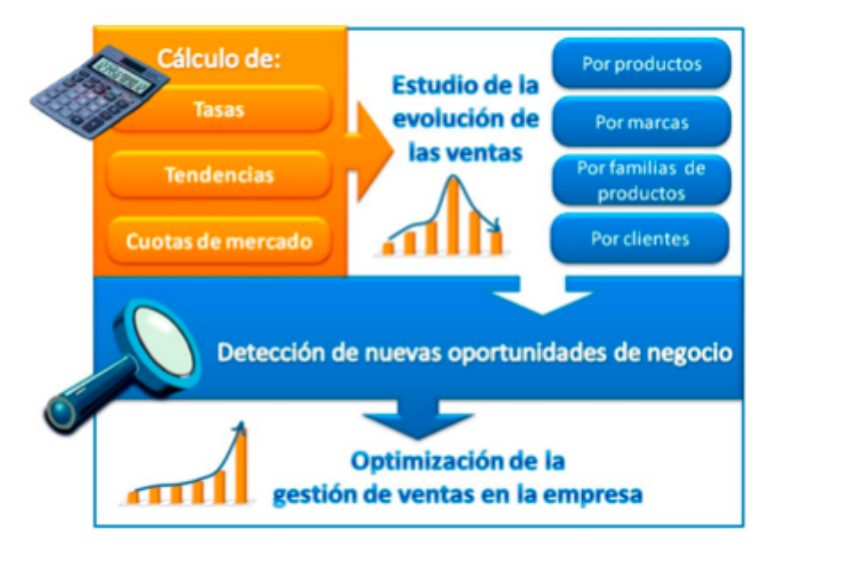 Cálculo de:
Tasas
Tendencias
Cuotas de mercado
Estudio de la
evolución de
las ventas
Por productos
Por marcas
Por familias de
productos
Por clientes
Detección de nuevas oportunidades de negocio
Optimización de la
gestión de ventas en la empresa